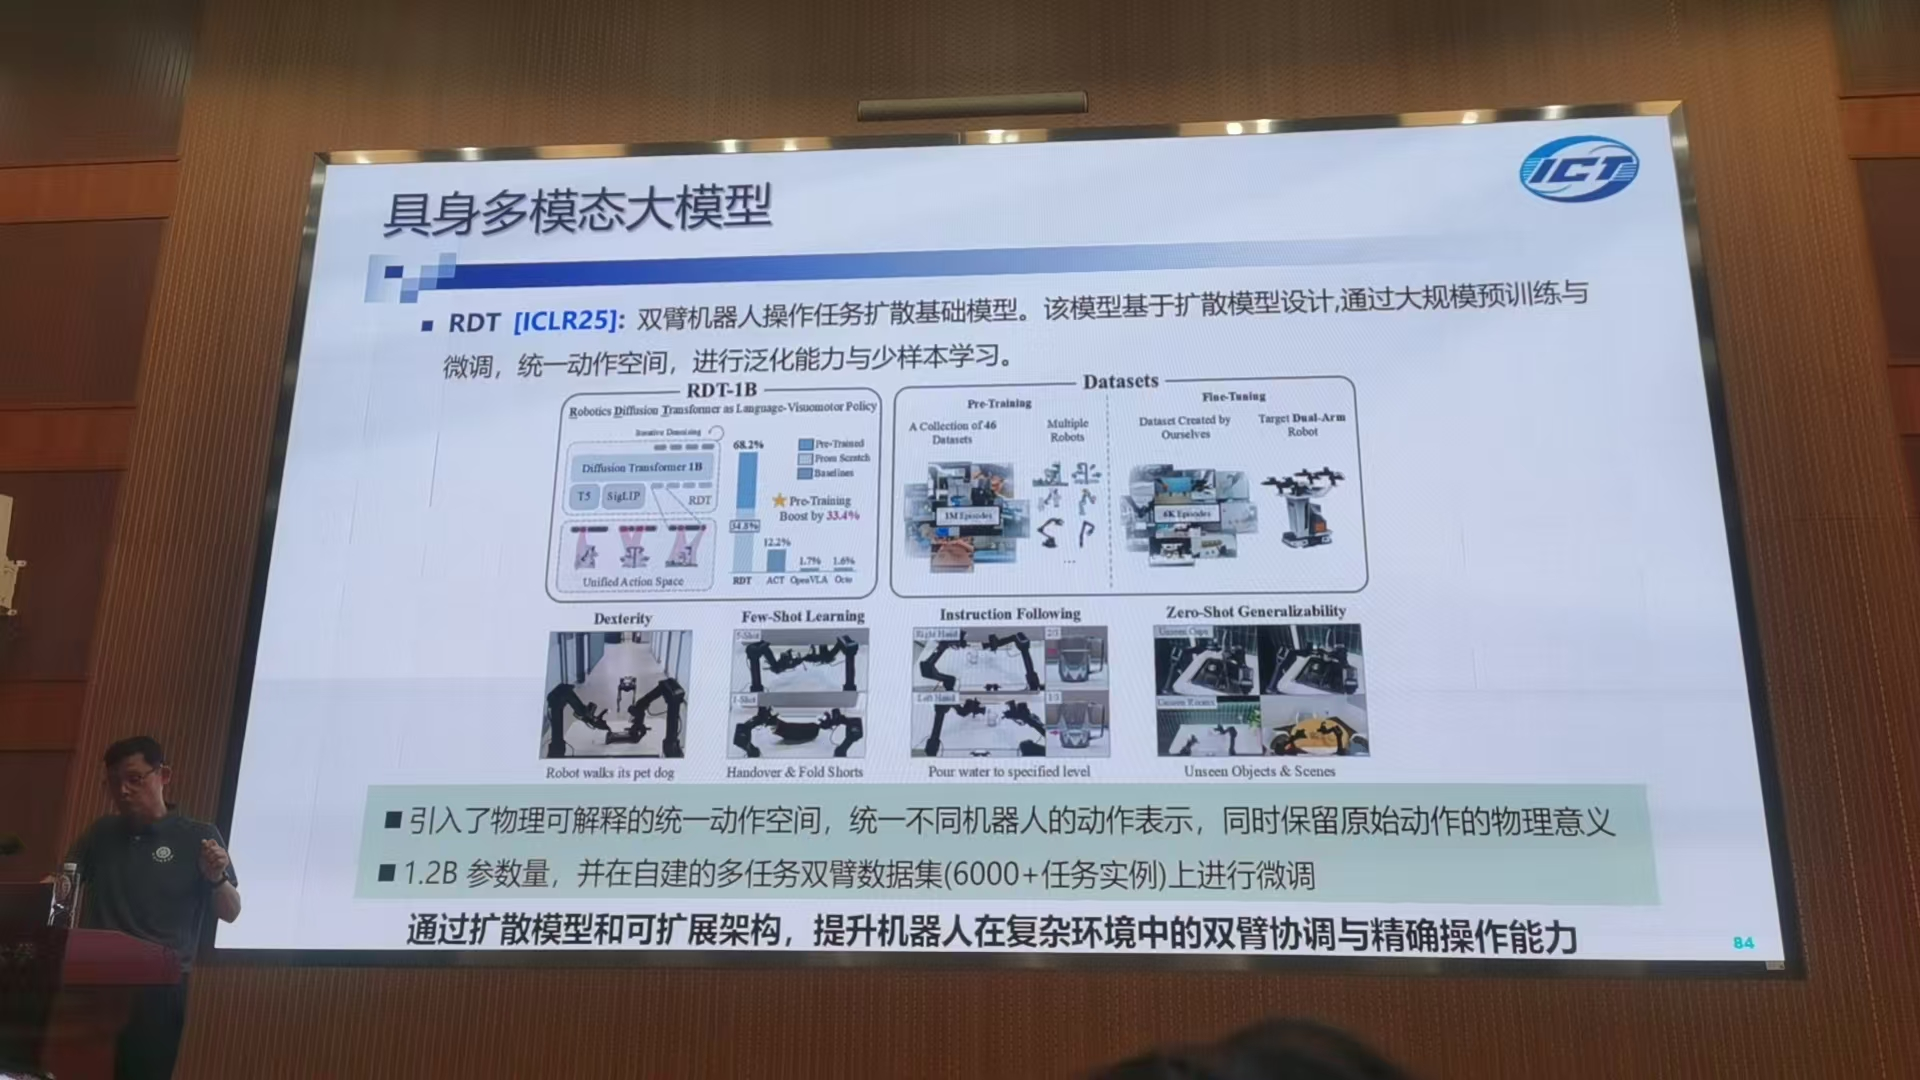 ICT
具身多模态大模型
■ RDT [ICLR25]: 双臂机器人操作任务扩散基础模型。该模型基于扩散模型设计,通过大规模预训练与
微调，统一动作空间，进行泛化能力与少样本学习。
RDT-1B
Robotics Diffusion Transformer as Language-Visuomotor Policy
Iterative Denoising
Diffusion Transformer 1B
T5
SigLIP
RDT
Unified Action Space
68.2%
34.8%
12.2%
1.7%
1.6%
RDT
ACT
OpenVLA
Octo
Pre-Trained
From Scratch
Baselines
Pre-Training
Boost by 33.4%
Datasets
Pre-Training
A Collection of 46
Datasets
Multiple
Robots
1M Episodes
...
Fine-Tuning
Dataset Created by
Ourselves
Target Dual-Arm
Robot
6K Episodes
Dexterity
Robot walks its pet dog
Few-Shot Learning
5-Shot
1-Shot
Handover & Fold Shorts
Instruction Following
Right Hand
2/3
Left Hand
1/3
Pour water to specified level
Zero-Shot Generalizability
Unseen Cups
Unseen Rooms
Unseen Objects & Scenes
■ 引入了物理可解释的统一动作空间，统一不同机器人的动作表示，同时保留原始动作的物理意义
■ 1.2B 参数量，并在自建的多任务双臂数据集(6000+任务实例)上进行微调
通过扩散模型和可扩展架构，提升机器人在复杂环境中的双臂协调与精确操作能力
84